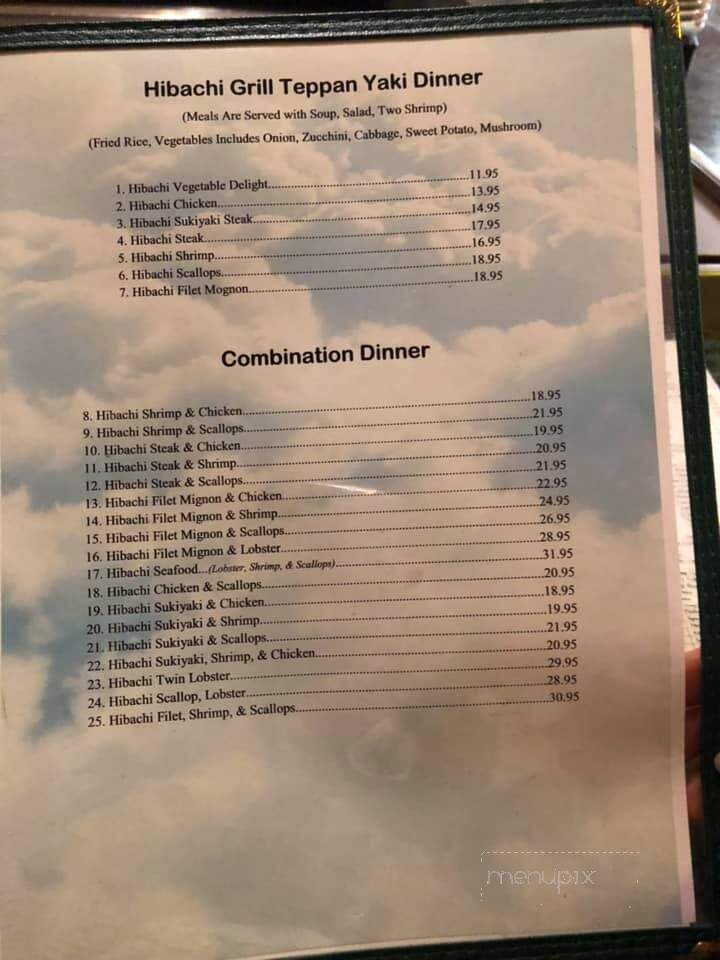 Hibachi Grill Teppan Yaki Dinner
(Meals Are Served with Soup, Salad, Two Shrimp)
(Fried Rice, Vegetables Includes Onion, Zucchini, Cabbage, Sweet Potato, Mushroom)
1. Hibachi Vegetable Delight...11.95
2. Hibachi Chicken...13.95
3. Hibachi Sukiyaki Steak...14.95
4. Hibachi Steak...17.95
5. Hibachi Shrimp...16.95
6. Hibachi Scallops...18.95
7. Hibachi Filet Mognon...18.95
Combination Dinner
8. Hibachi Shrimp & Chicken...18.95
9. Hibachi Shrimp & Scallops...21.95
10. Hibachi Steak & Chicken...19.95
11. Hibachi Steak & Shrimp...20.95
12. Hibachi Steak & Scallops...21.95
13. Hibachi Filet Mignon & Chicken...22.95
14. Hibachi Filet Mignon & Shrimp...24.95
15. Hibachi Filet Mignon & Scallops...26.95
16. Hibachi Filet Mignon & Lobster...28.95
17. Hibachi Seafood...(Lobster, Shrimp, & Scallops)...31.95
18. Hibachi Chicken & Scallops...20.95
19. Hibachi Sukiyaki & Chicken...18.95
20. Hibachi Sukiyaki & Shrimp...19.95
21. Hibachi Sukiyaki & Scallops...21.95
22. Hibachi Sukiyaki, Shrimp, & Chicken...20.95
23. Hibachi Twin Lobster...29.95
24. Hibachi Scallop, Lobster...28.95
25. Hibachi Filet, Shrimp, & Scallops...30.95
menupix